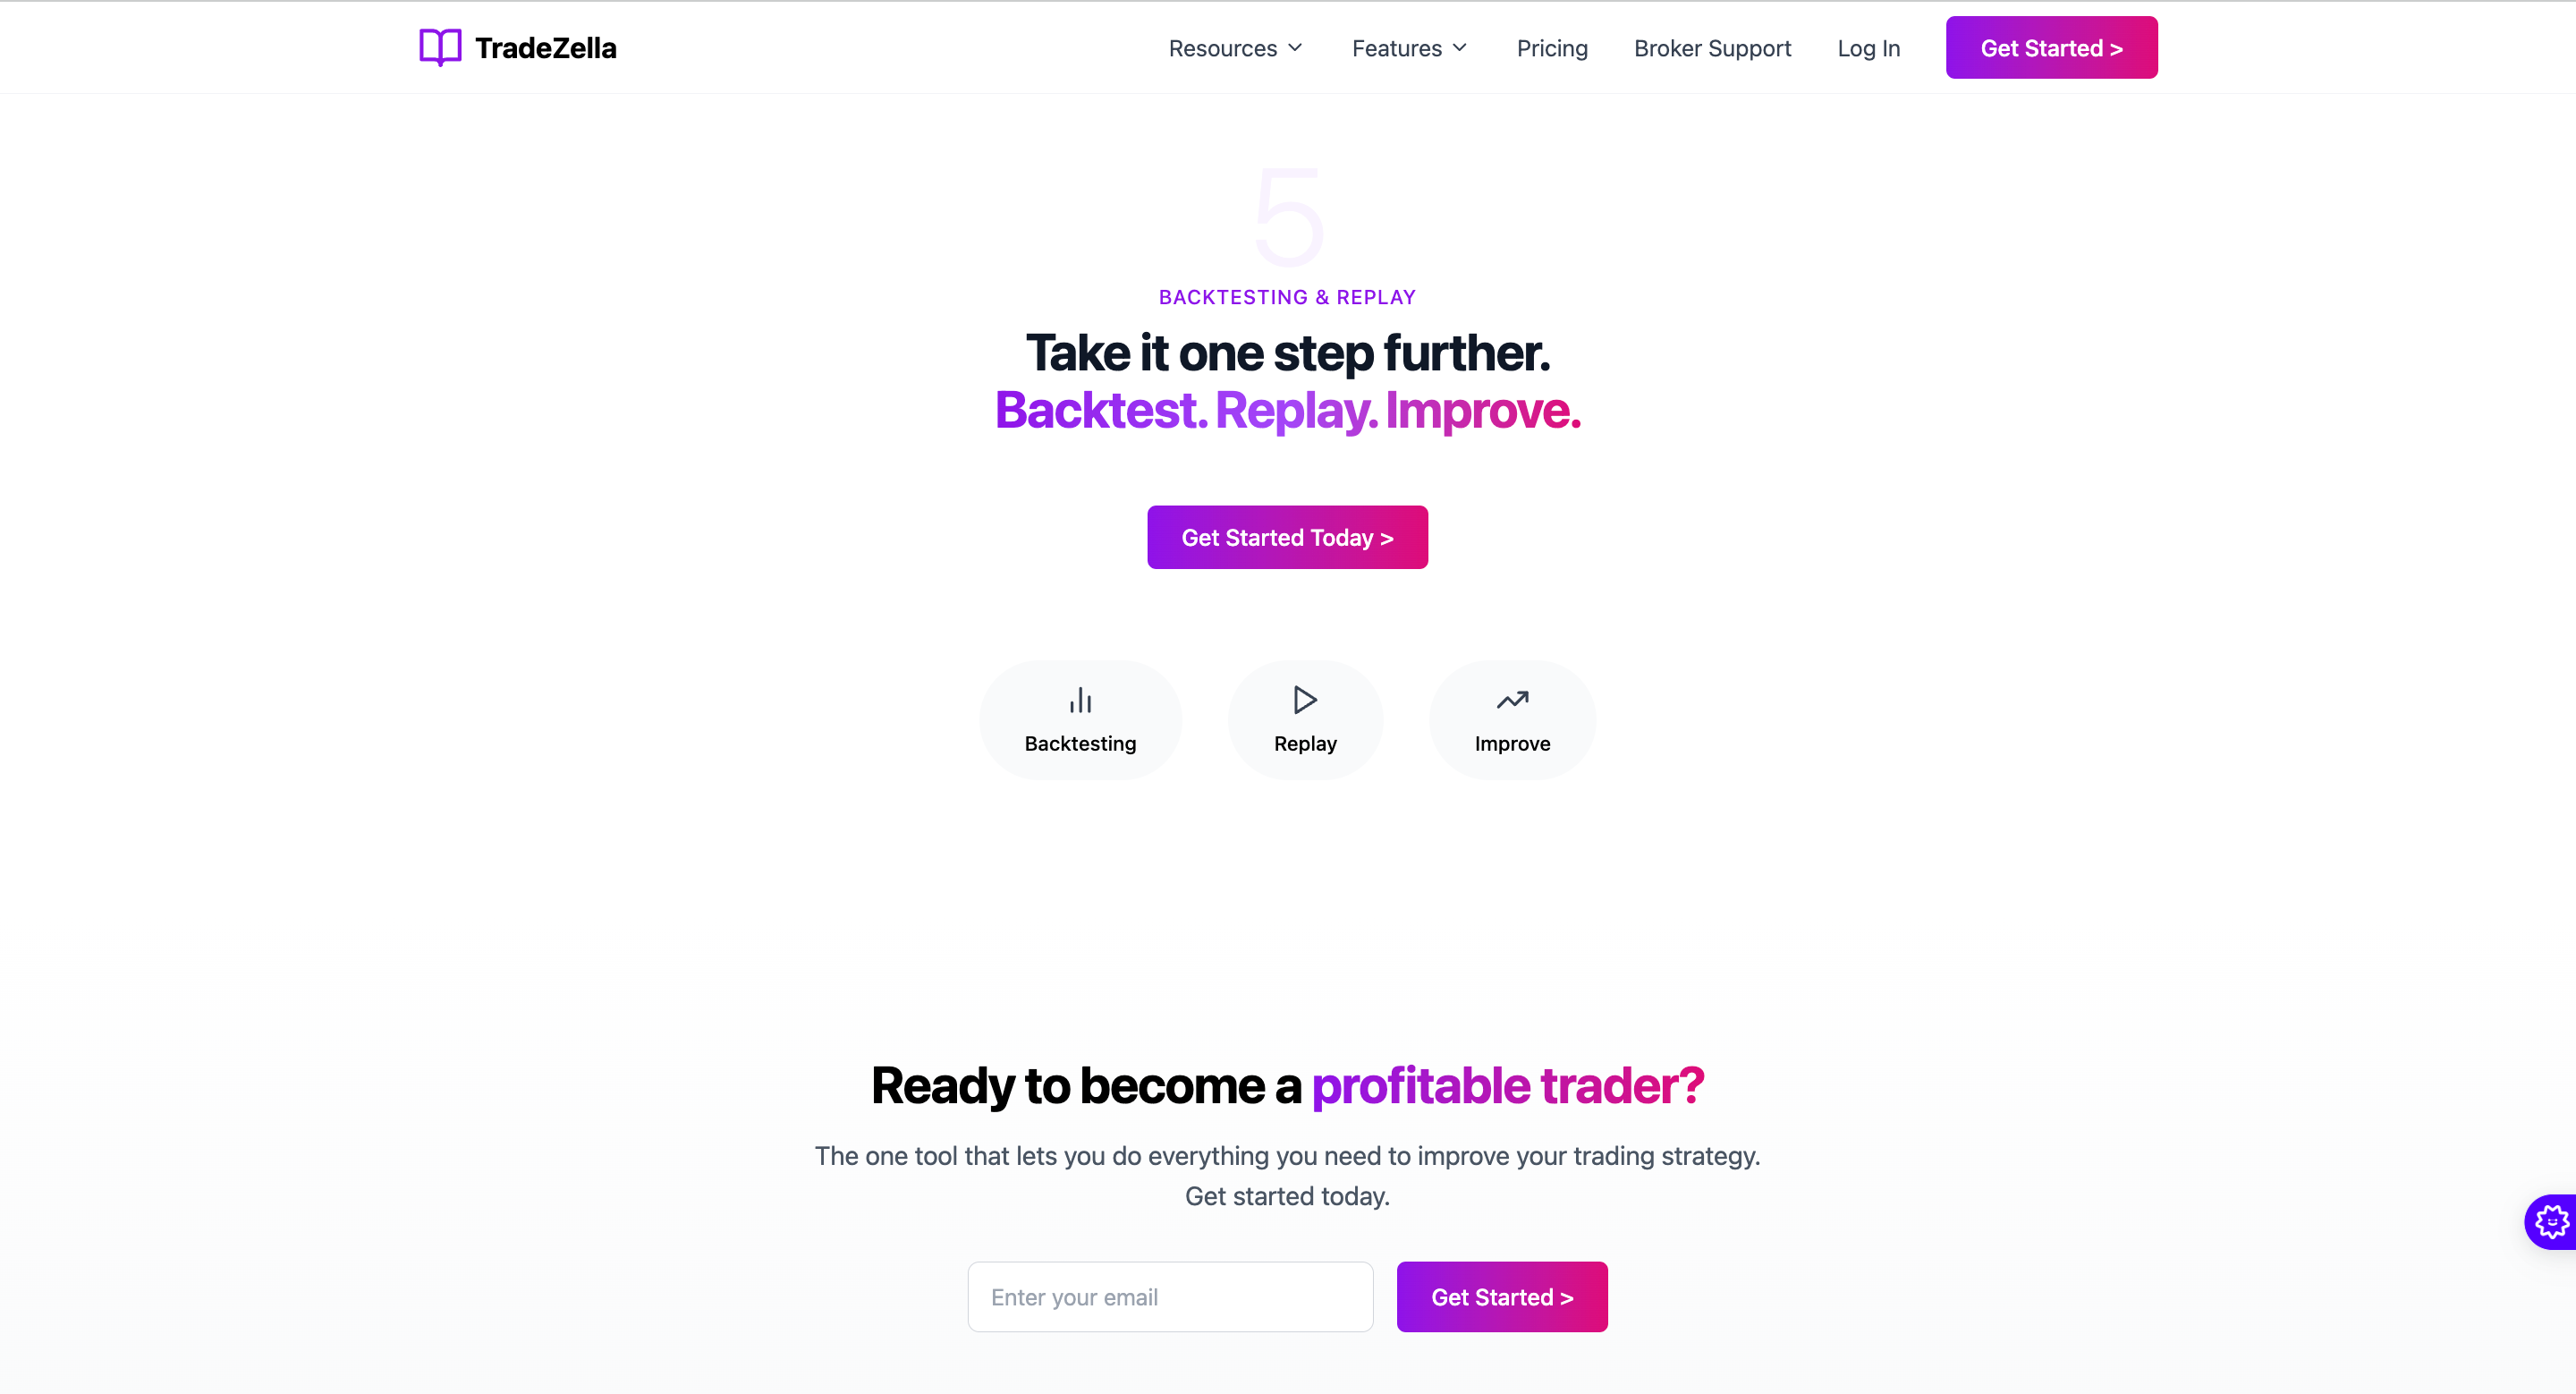 TradeZella
Resources
Features
Pricing
Broker Support
Log In
Get Started >
5
BACKTESTING & REPLAY
Take it one step further.
Backtest. Replay. Improve.
Get Started Today >
Backtesting
Replay
Improve
Ready to become a profitable trader?
The one tool that lets you do everything you need to improve your trading strategy.
Get started today.
Enter your email
Get Started >